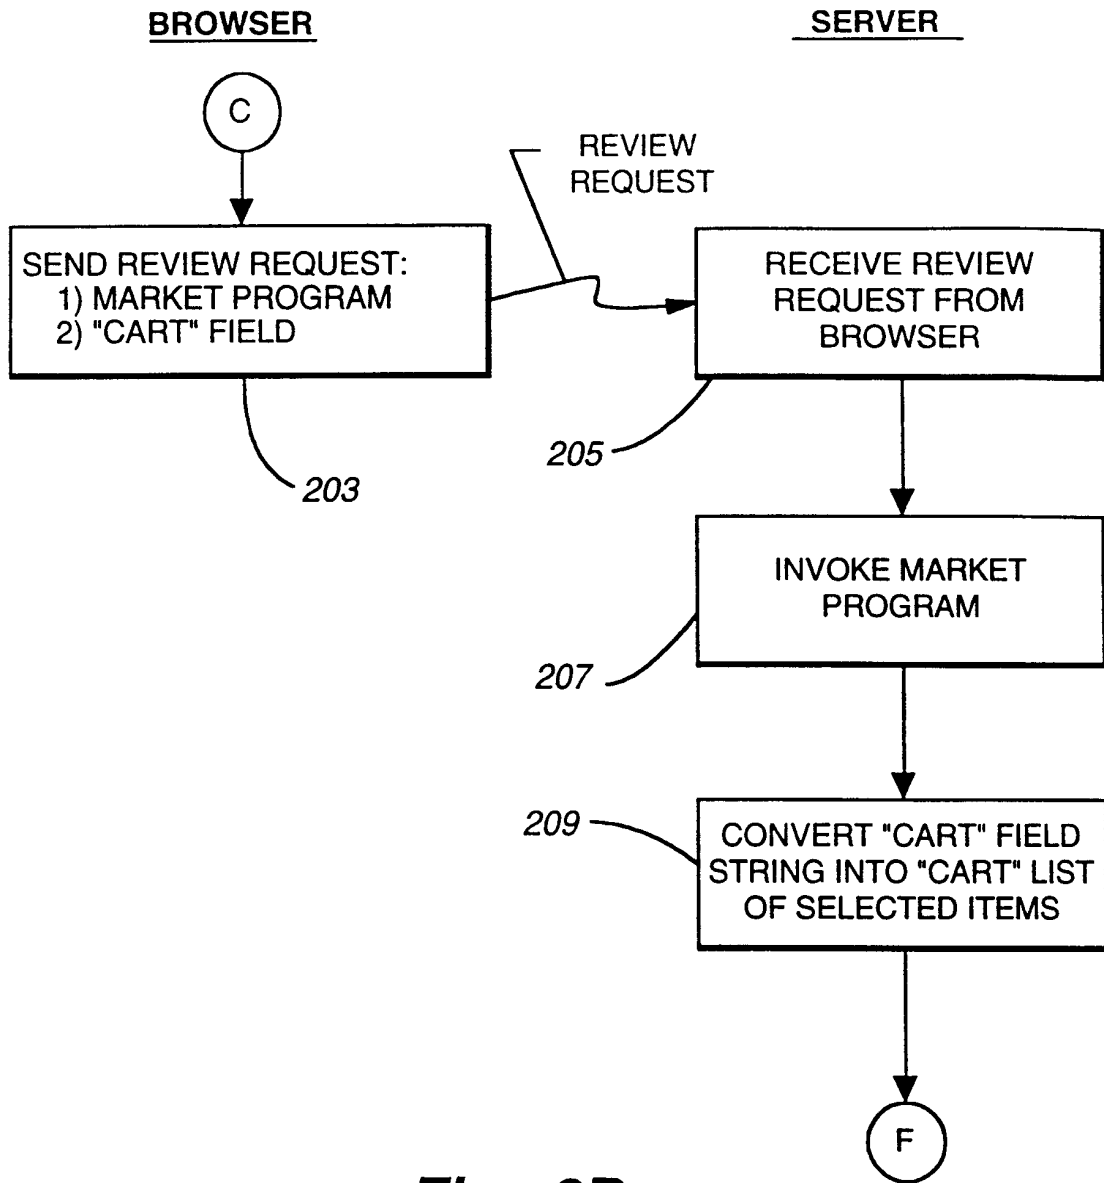 BROWSER
SERVER
C
REVIEW
REQUEST
SEND REVIEW REQUEST:
1) MARKET PROGRAM
2) "CART" FIELD
RECEIVE REVIEW
REQUEST FROM
BROWSER
203
205
INVOKE MARKET
PROGRAM
207
209
CONVERT "CART" FIELD
STRING INTO "CART" LIST
OF SELECTED ITEMS
F